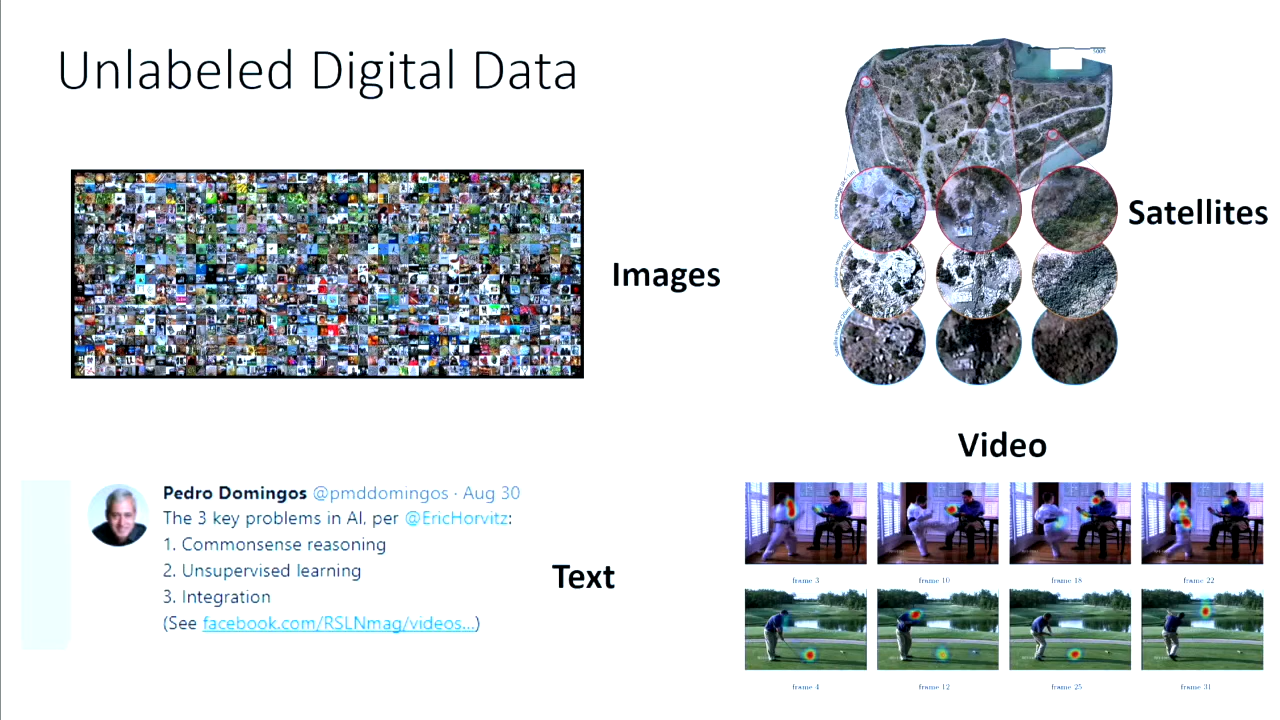 Unlabeled Digital Data
Images
Satellites
Pedro Domingos @pmddomingos · Aug 30
The 3 key problems in AI, per @EricHorvitz:
1. Commonsense reasoning
2. Unsupervised learning
3. Integration
(See facebook.com/RSLNmag/videos...)
Text
Video
frame 3
frame 10
frame 18
frame 22
frame 4
frame 12
frame 25
frame 31